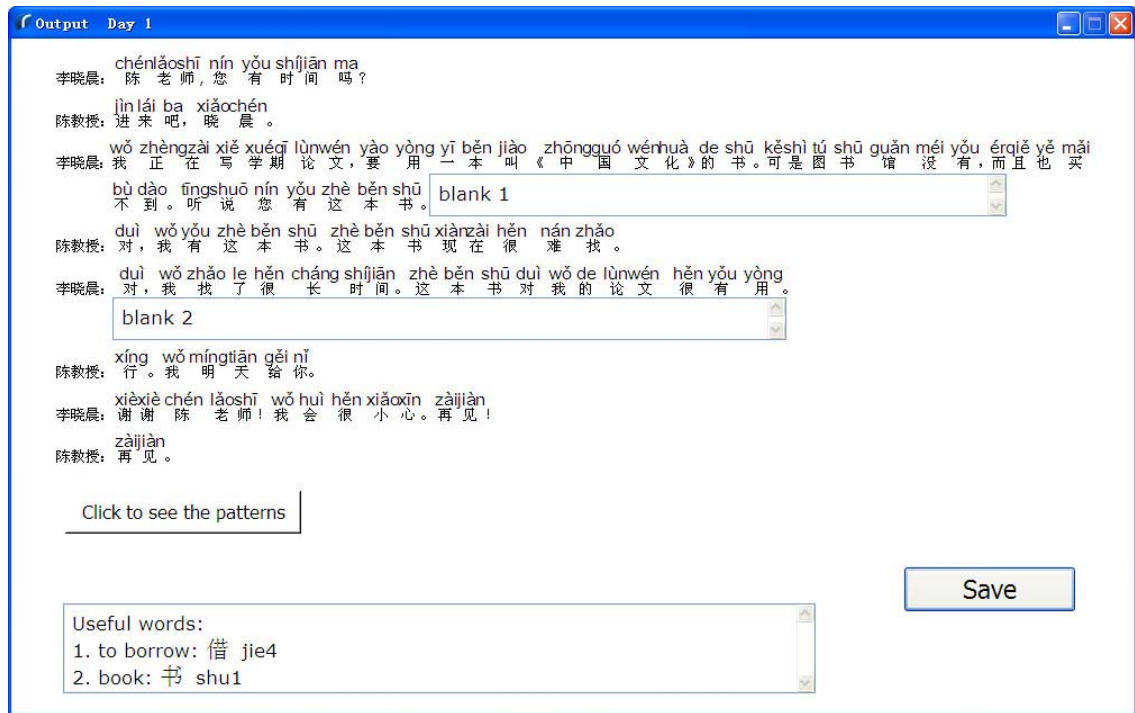 Output Day 1
chénlǎoshī nín yǒu shíjiān ma
李晓晨: 陈老师,您有时间吗?
jìn lái ba xiǎochén
陈教授: 进来吧,晓晨。
wǒ zhèngzài xiě xuéqī lùnwén yào yòng yī běn jiào zhōngguó wénhuà de shū kěshì tú shū guǎn méi yǒu érqiě yě mǎi
李晓晨: 我正在写学期论文,要用一本叫《中国文化》的书。可是图书馆没有,而且也买
bù dào tīngshuō nín yǒu zhè běn shū
不到。听说您有这本书。 blank 1
duì wǒ yǒu zhè běn shū zhè běn shū xiànzài hěn nán zhǎo
陈教授: 对,我有这本书。这本书现在很难找。
duì wǒ zhǎo le hěn cháng shíjiān zhè běn shū duì wǒ de lùnwén hěn yǒu yòng
李晓晨: 对,我找了很长时间。这本书对我的论文很有用。
blank 2
xíng wǒ míngtiān gěi nǐ
陈教授: 行。我明天给你。
xièxiè chén lǎoshī wǒ huì hěn xiǎoxīn zàijiàn
李晓晨: 谢谢陈老师!我会很小心。再见!
zàijiàn
陈教授: 再见。
Click to see the patterns
Save
Useful words:
1. to borrow: 借 jie4
2. book: 书 shu1